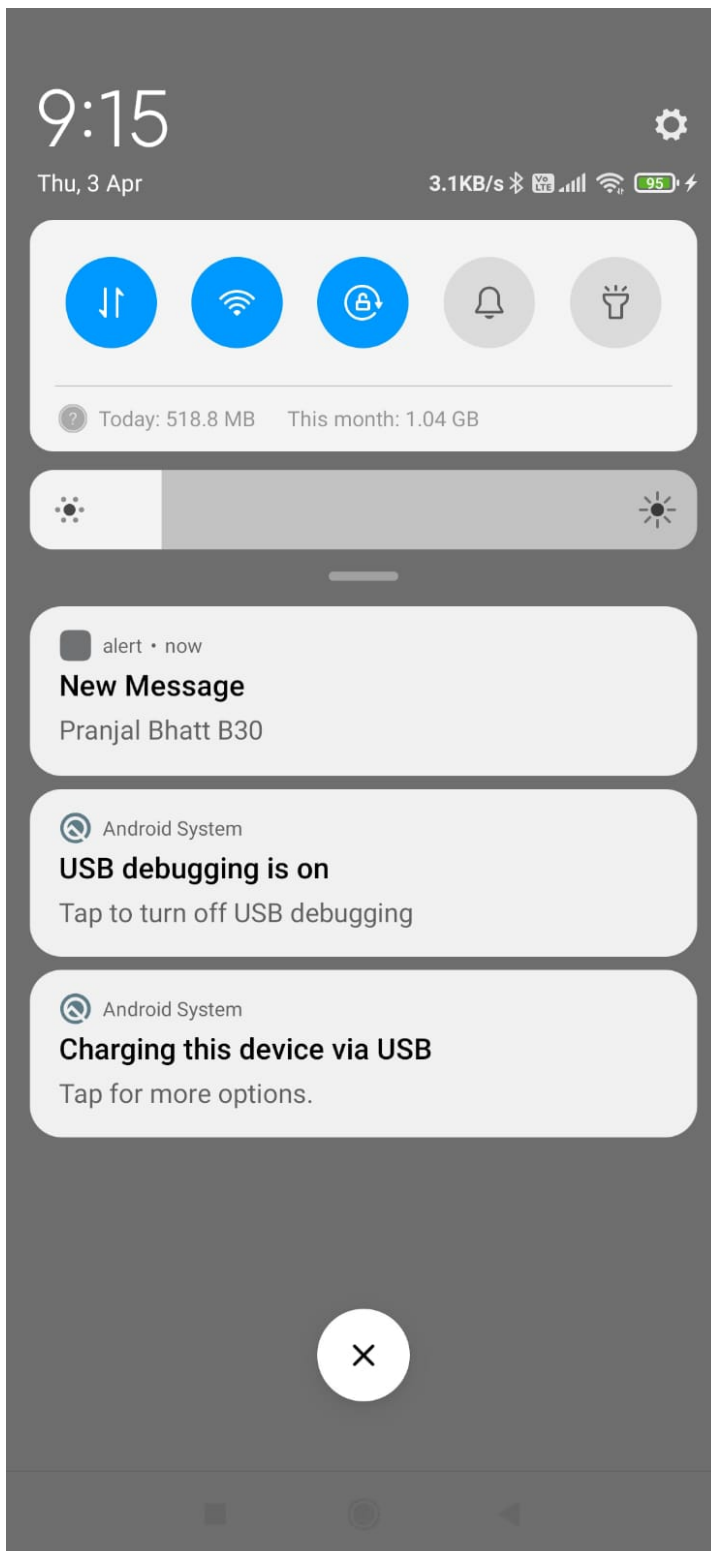 9:15
Thu, 3 Apr
3.1KB/s Vo LTE 95
Today: 518.8 MB This month: 1.04 GB
alert • now
New Message
Pranjal Bhatt B30
Android System
USB debugging is on
Tap to turn off USB debugging
Android System
Charging this device via USB
Tap for more options.